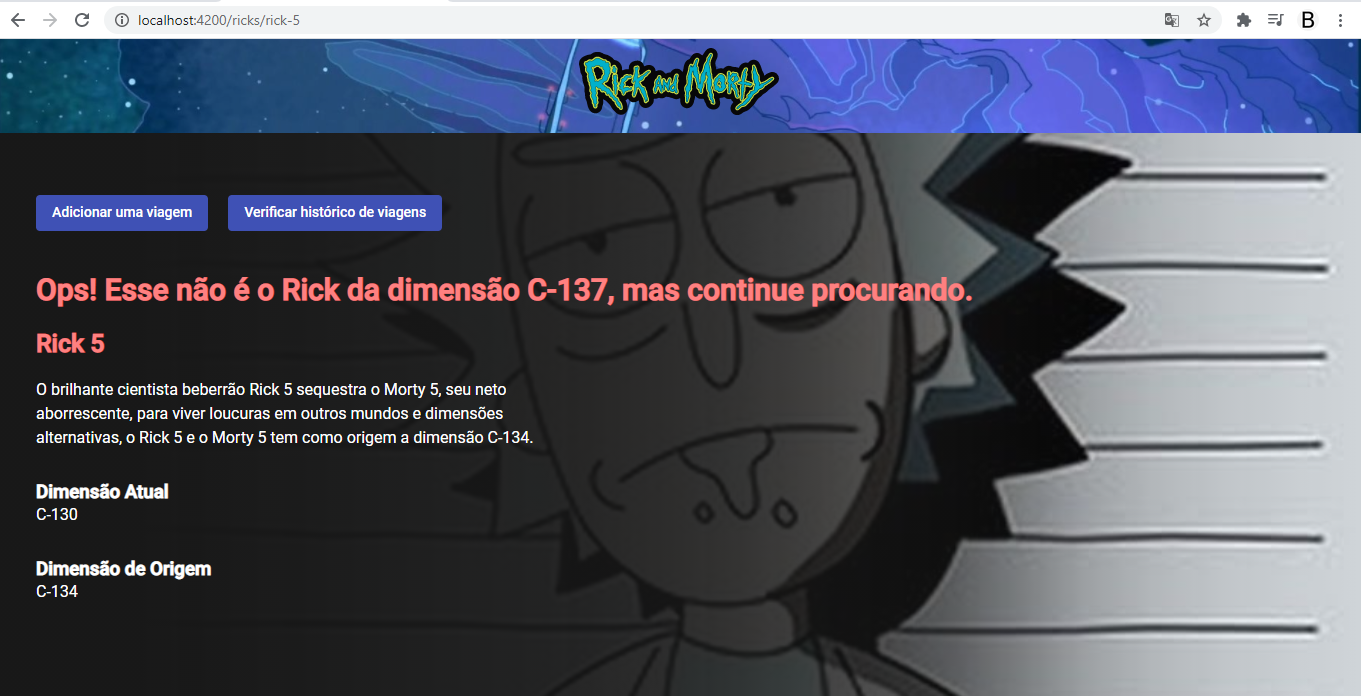 localhost:4200/ricks/rick-5
B
Rick and Morty
Adicionar uma viagem
Verificar histórico de viagens
Ops! Esse não é o Rick da dimensão C-137, mas continue procurando.
Rick 5
O brilhante cientista beberrão Rick 5 sequestra o Morty 5, seu neto
aborrescente, para viver loucuras em outros mundos e dimensões
alternativas, o Rick 5 e o Morty 5 tem como origem a dimensão C-134.
Dimensão Atual
C-130
Dimensão de Origem
C-134